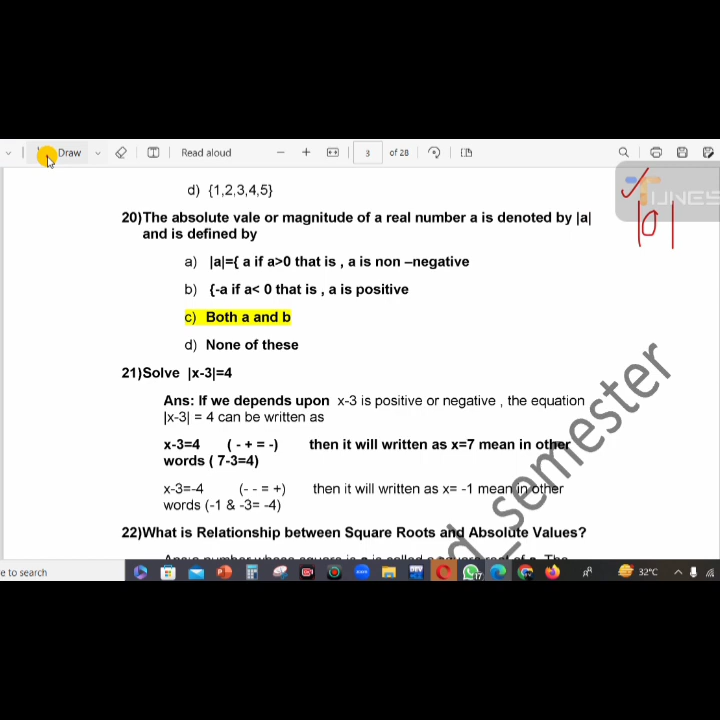 Draw
Read aloud
3
of 28
d) {1,2,3,4,5}
20)The absolute vale or magnitude of a real number a is denoted by |a|
and is defined by
a) |a|={ a if a>0 that is , a is non –negative
b) {-a if a< 0 that is , a is positive
c) Both a and b
d) None of these
21)Solve |x-3|=4
Ans: If we depends upon x-3 is positive or negative , the equation
|x-3| = 4 can be written as
x-3=4 ( - + = -) then it will written as x=7 mean in other
words ( 7-3=4)
x-3=-4 (- - = +) then it will written as x= -1 mean in other
words (-1 & -3= -4)
22)What is Relationship between Square Roots and Absolute Values?
TUNES
d_semester
e to search
17
32°C